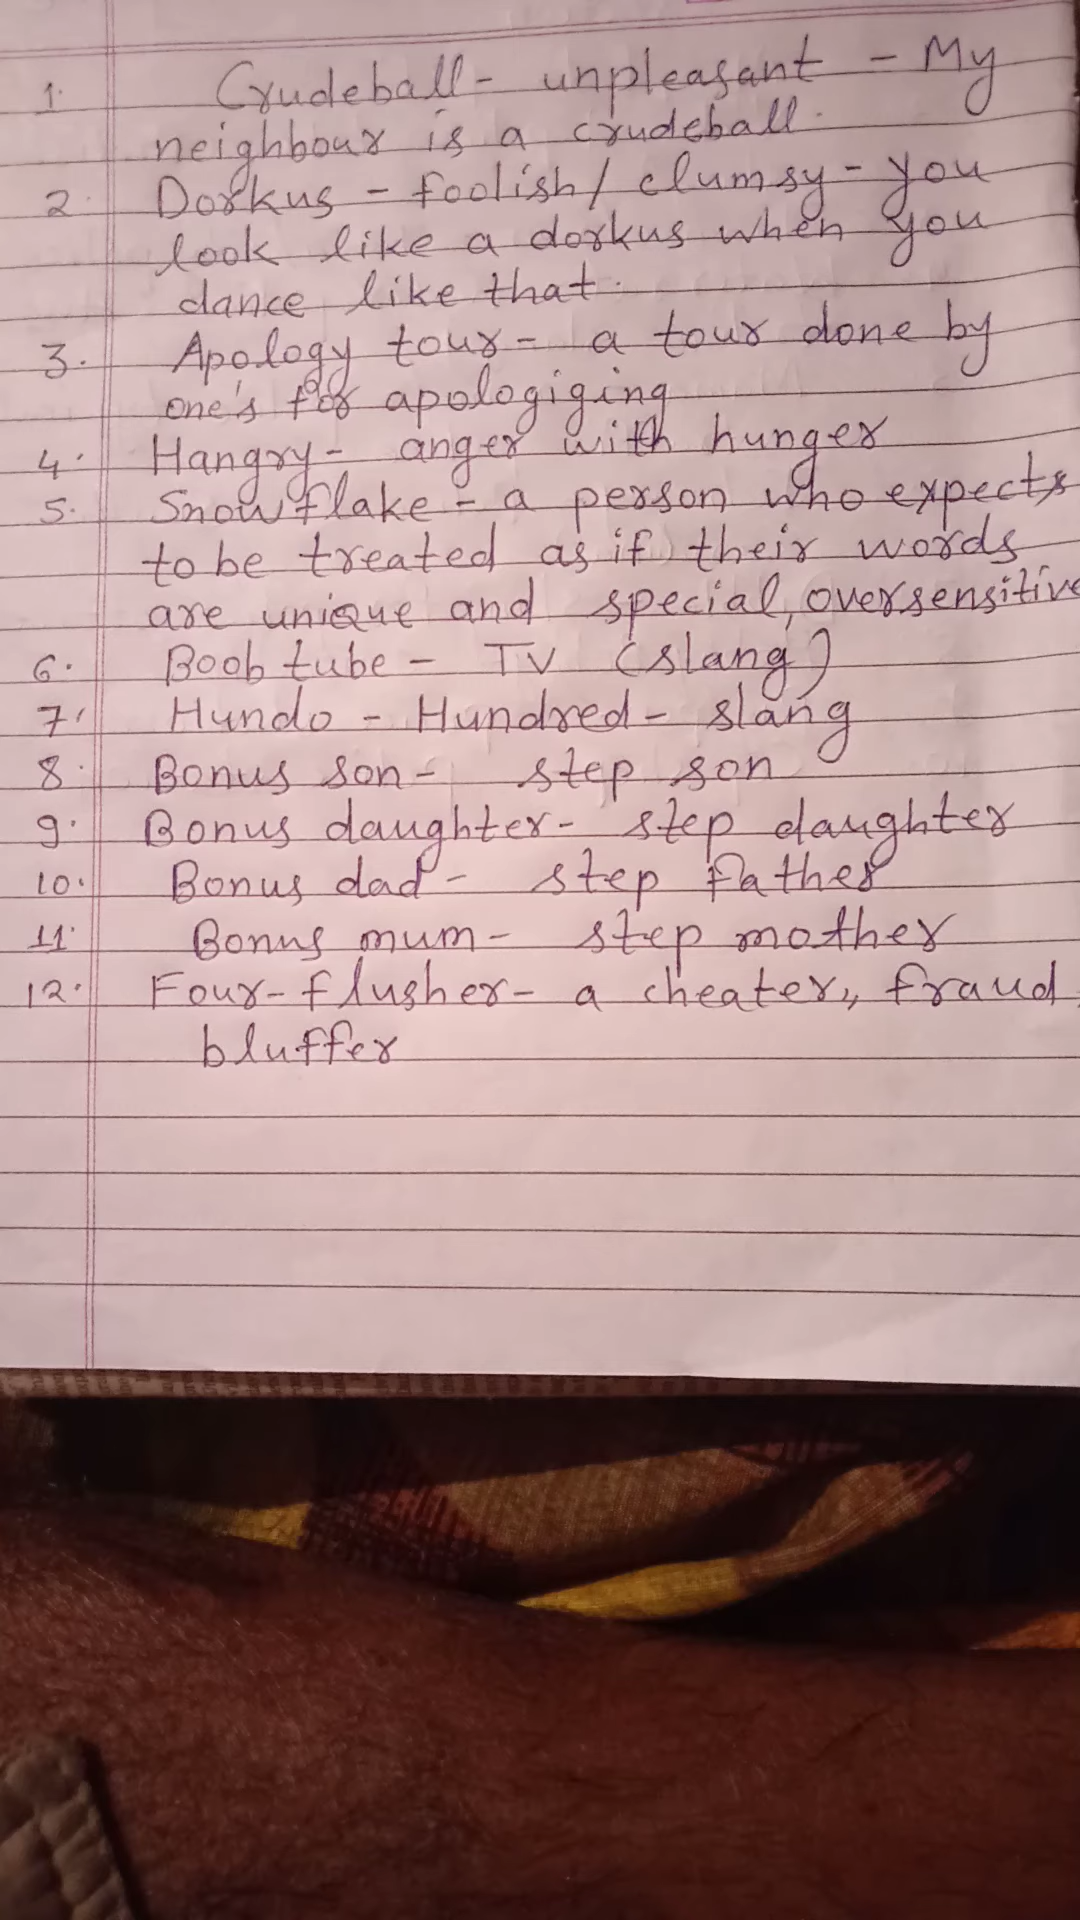 1. Crudeball - unpleasant - My
neighbour is a crudeball.
2. Dorkus - foolish / clumsy - you
look like a dorkus when you
dance like that.
3. Apology tour - a tour done by
one's for apologiging
4. Hangry - anger with hunger
5. Snowflake - a person who expects
to be treated as if their words
are unique and special, oversensitive
6. Boob tube - TV (slang)
7. Hundo - Hundred - slang
8. Bonus son - step son
9. Bonus daughter - step daughter
10. Bonus dad - step father
11. Bonus mum - step mother
12. Four-flusher - a cheater,, fraud
bluffer